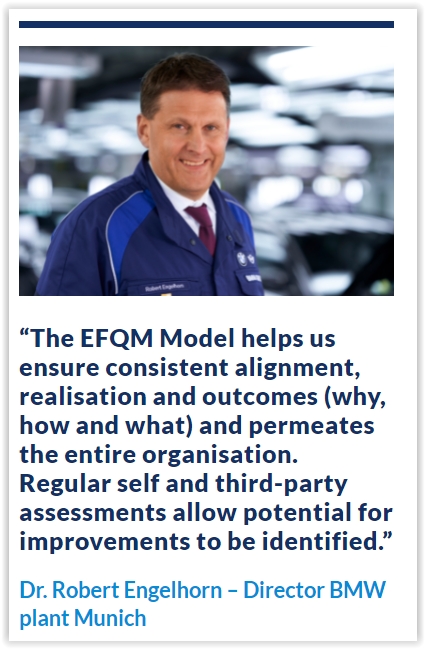 Robert Engelhorn
“The EFQM Model helps us
ensure consistent alignment,
realisation and outcomes (why,
how and what) and permeates
the entire organisation.
Regular self and third-party
assessments allow potential for
improvements to be identified.”
Dr. Robert Engelhorn – Director BMW
plant Munich